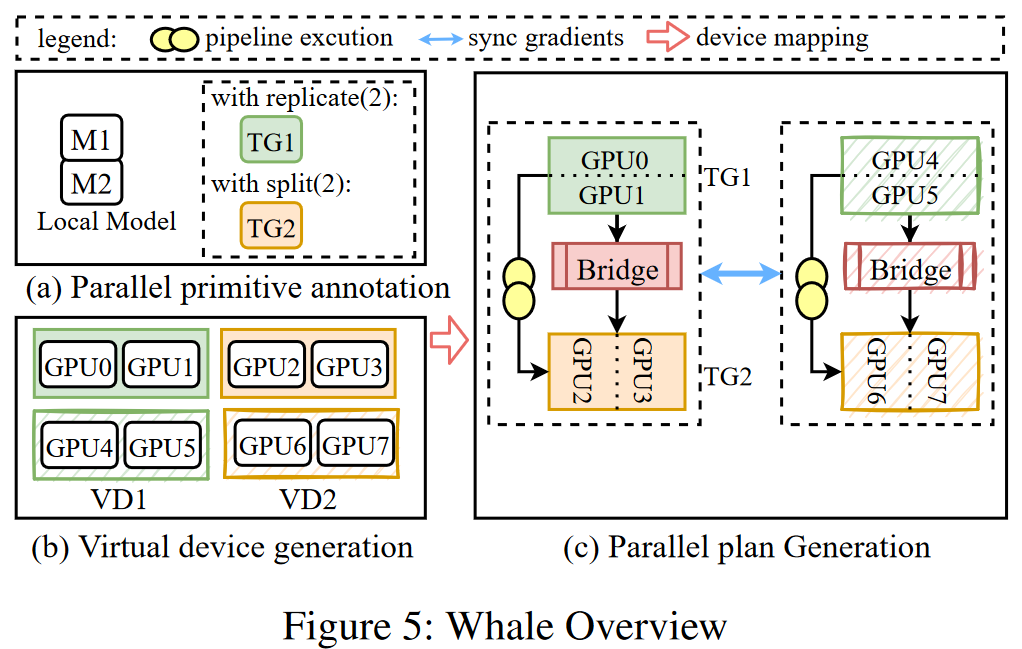 legend: pipeline excution sync gradients device mapping
M1
M2
Local Model
with replicate(2):
TG1
with split(2):
TG2
(a) Parallel primitive annotation
GPU0 GPU1 GPU2 GPU3
GPU4 GPU5 GPU6 GPU7
VD1 VD2
(b) Virtual device generation
GPU0
GPU1
TG1
Bridge
GPU2 GPU3
TG2
GPU4
GPU5
Bridge
GPU6 GPU7
(c) Parallel plan Generation
Figure 5: Whale Overview